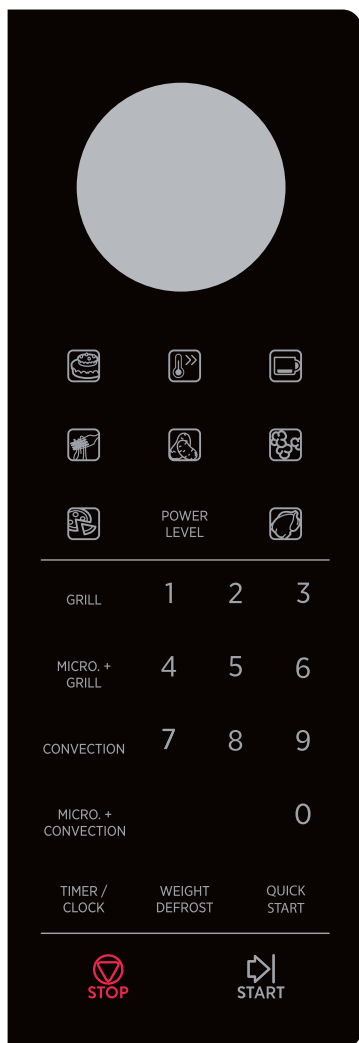 POWER
LEVEL
GRILL
1 2 3
MICRO. +
GRILL
4 5 6
CONVECTION
7 8 9
MICRO. +
CONVECTION
0
TIMER /
CLOCK
WEIGHT
DEFROST
QUICK
START
STOP
START